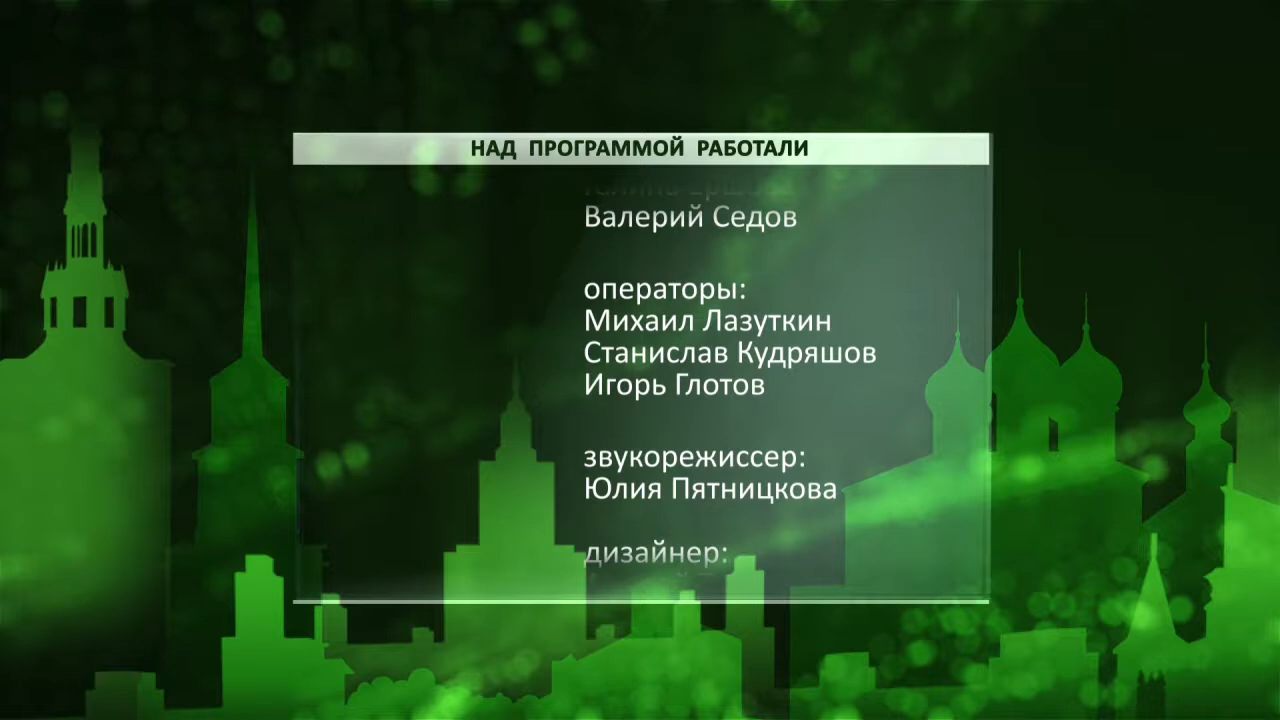 НАД ПРОГРАММОЙ РАБОТАЛИ
Валерий Седов
операторы:
Михаил Лазуткин
Станислав Кудряшов
Игорь Глотов
звукорежиссер:
Юлия Пятницкова
дизайнер: